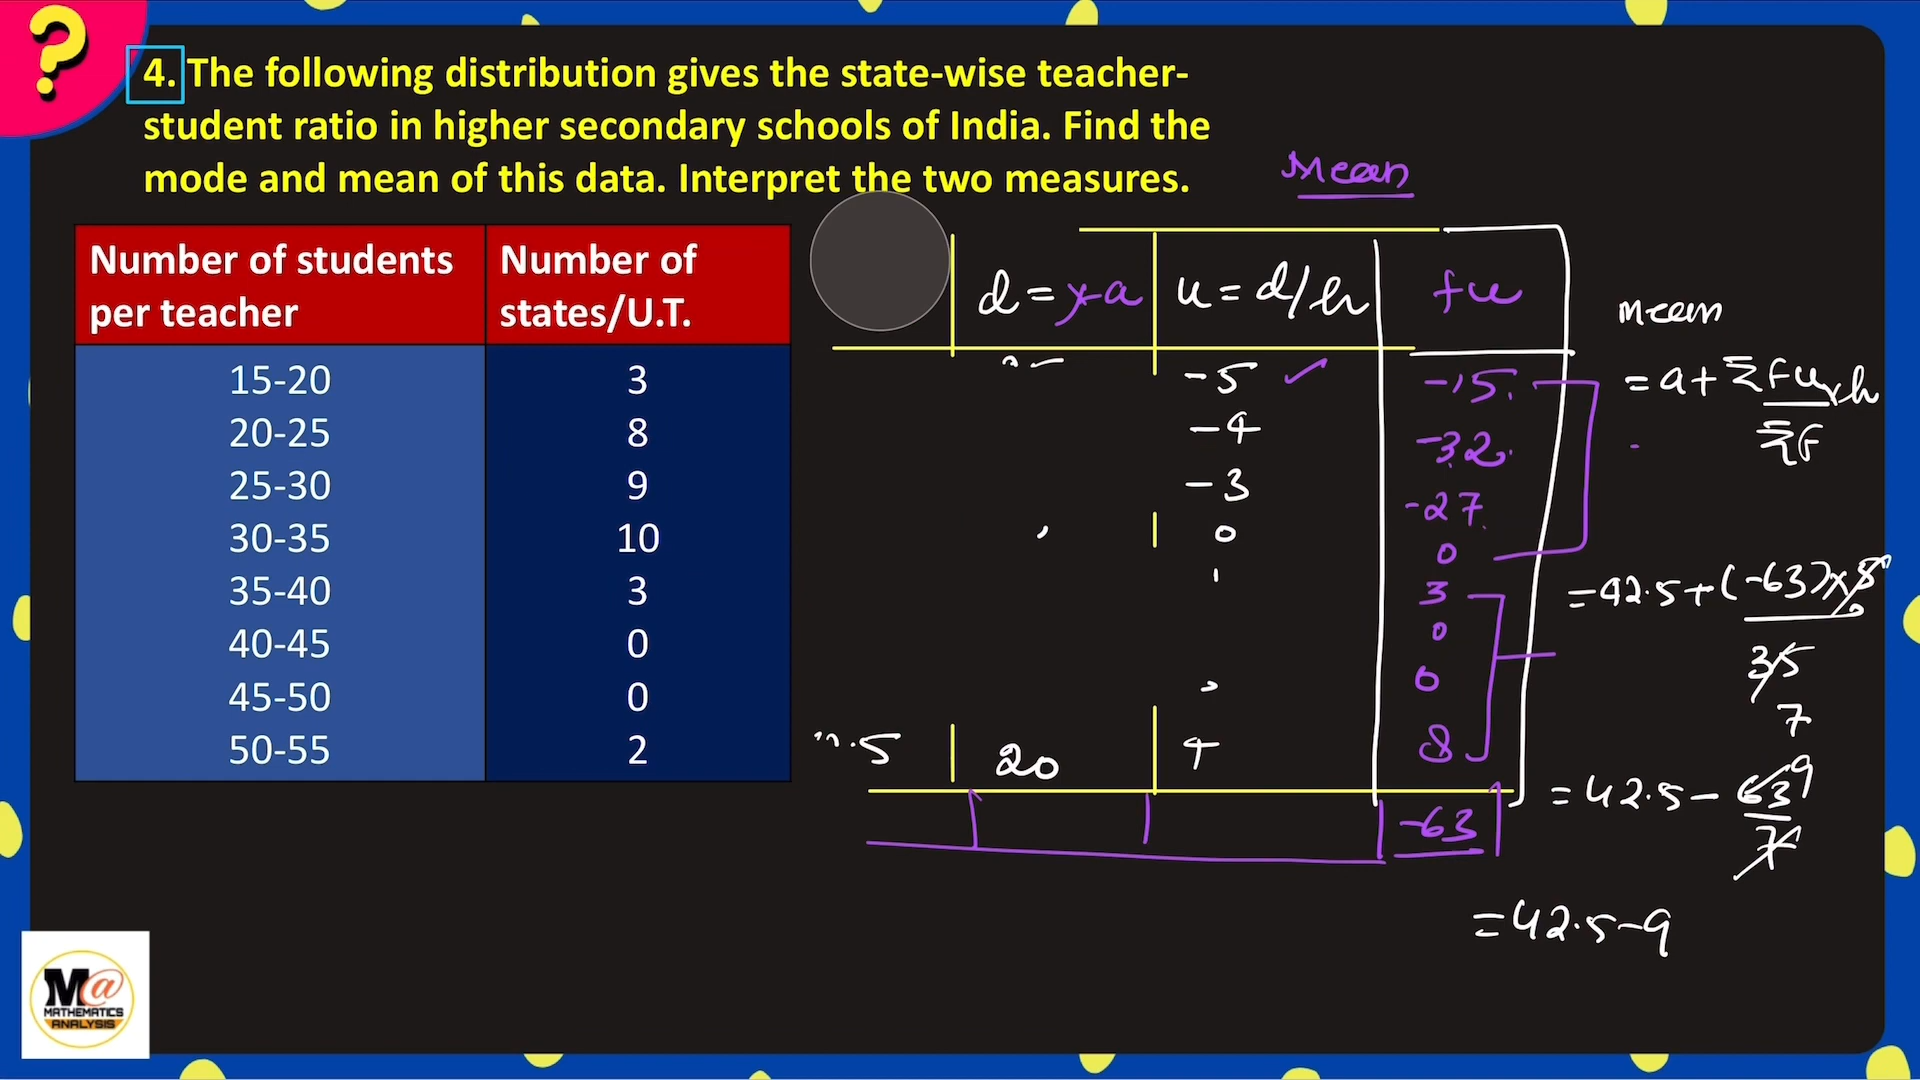 ?
4. The following distribution gives the state-wise teacher-
student ratio in higher secondary schools of India. Find the
mode and mean of this data. Interpret the two measures.
Mean
Number of students
per teacher
Number of
states/U.T.
15-20 3
20-25 8
25-30 9
30-35 10
35-40 3
40-45 0
45-50 0
50-55 2
d = x-a u = d/h fu
-5 ✓ -15
-4 -32
-3 -27
0 0
3
0
0
.5 20 4 8
-63
mean
= a + Σfu x h
Σf
= 42.5 + (-63) x 5
35
7
= 42.5 - 63 9
7
= 42.5 - 9
M@
MATHEMATICS
ANALYSIS